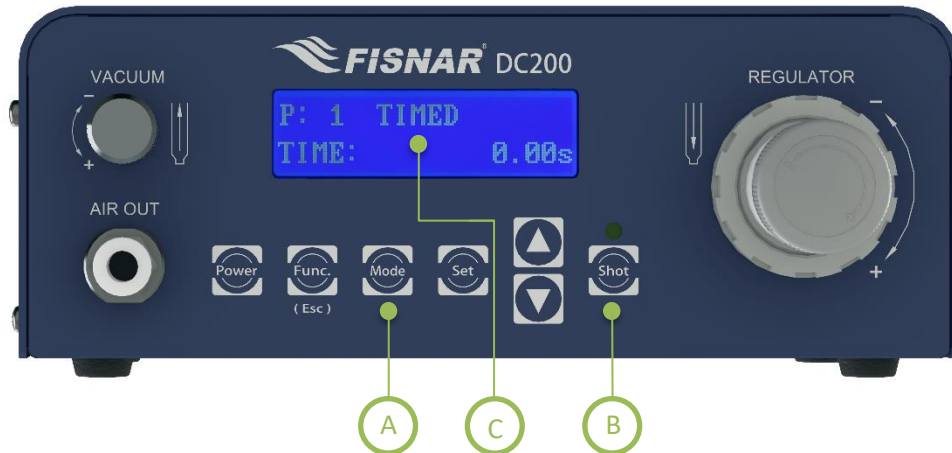 FISNAR® DC200
VACUUM
REGULATOR
P: 1 TIMED
TIME: 0.00s
- 
+
-
+
AIR OUT
Power
Func.
(Esc)
Mode
Set
Shot
A
C
B